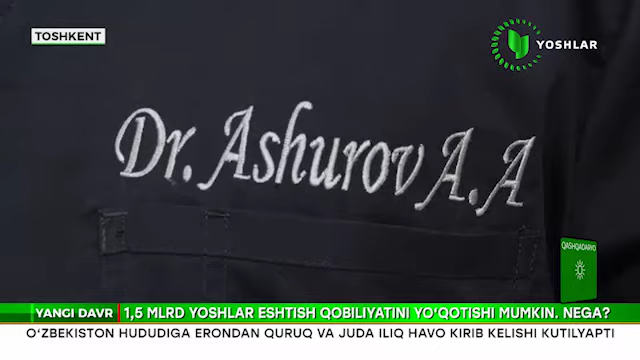 TOSHKENT
YOSHLAR
Dr. Ashurov A.A
QASHQADARYO
YANGI DAVR
1,5 MLRD YOSHLAR ESHTISH QOBILIYATINI YO‘QOTISHI MUMKIN. NEGA?
O‘ZBEKISTON HUDUDIGA ERONDAN QURUQ VA JUDA ILIQ HAVO KIRIB KELISHI KUTILYAPTI